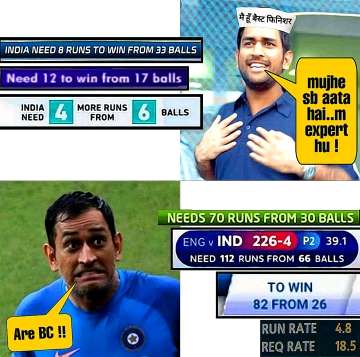 INDIA NEED 8 RUNS TO WIN FROM 33 BALLS
Need 12 to win from 17 balls
INDIA NEED 4 MORE RUNS FROM 6 BALLS
मैं हूँ बैस्ट फिनिशर
mujhe
sb aata
hai..m
expert
hu !
Are BC !!
NEEDS 70 RUNS FROM 30 BALLS
ENG v IND 226-4 P2 39.1
NEED 112 RUNS FROM 66 BALLS
TO WIN
82 FROM 26
RUN RATE 4.8
REQ RATE 18.5